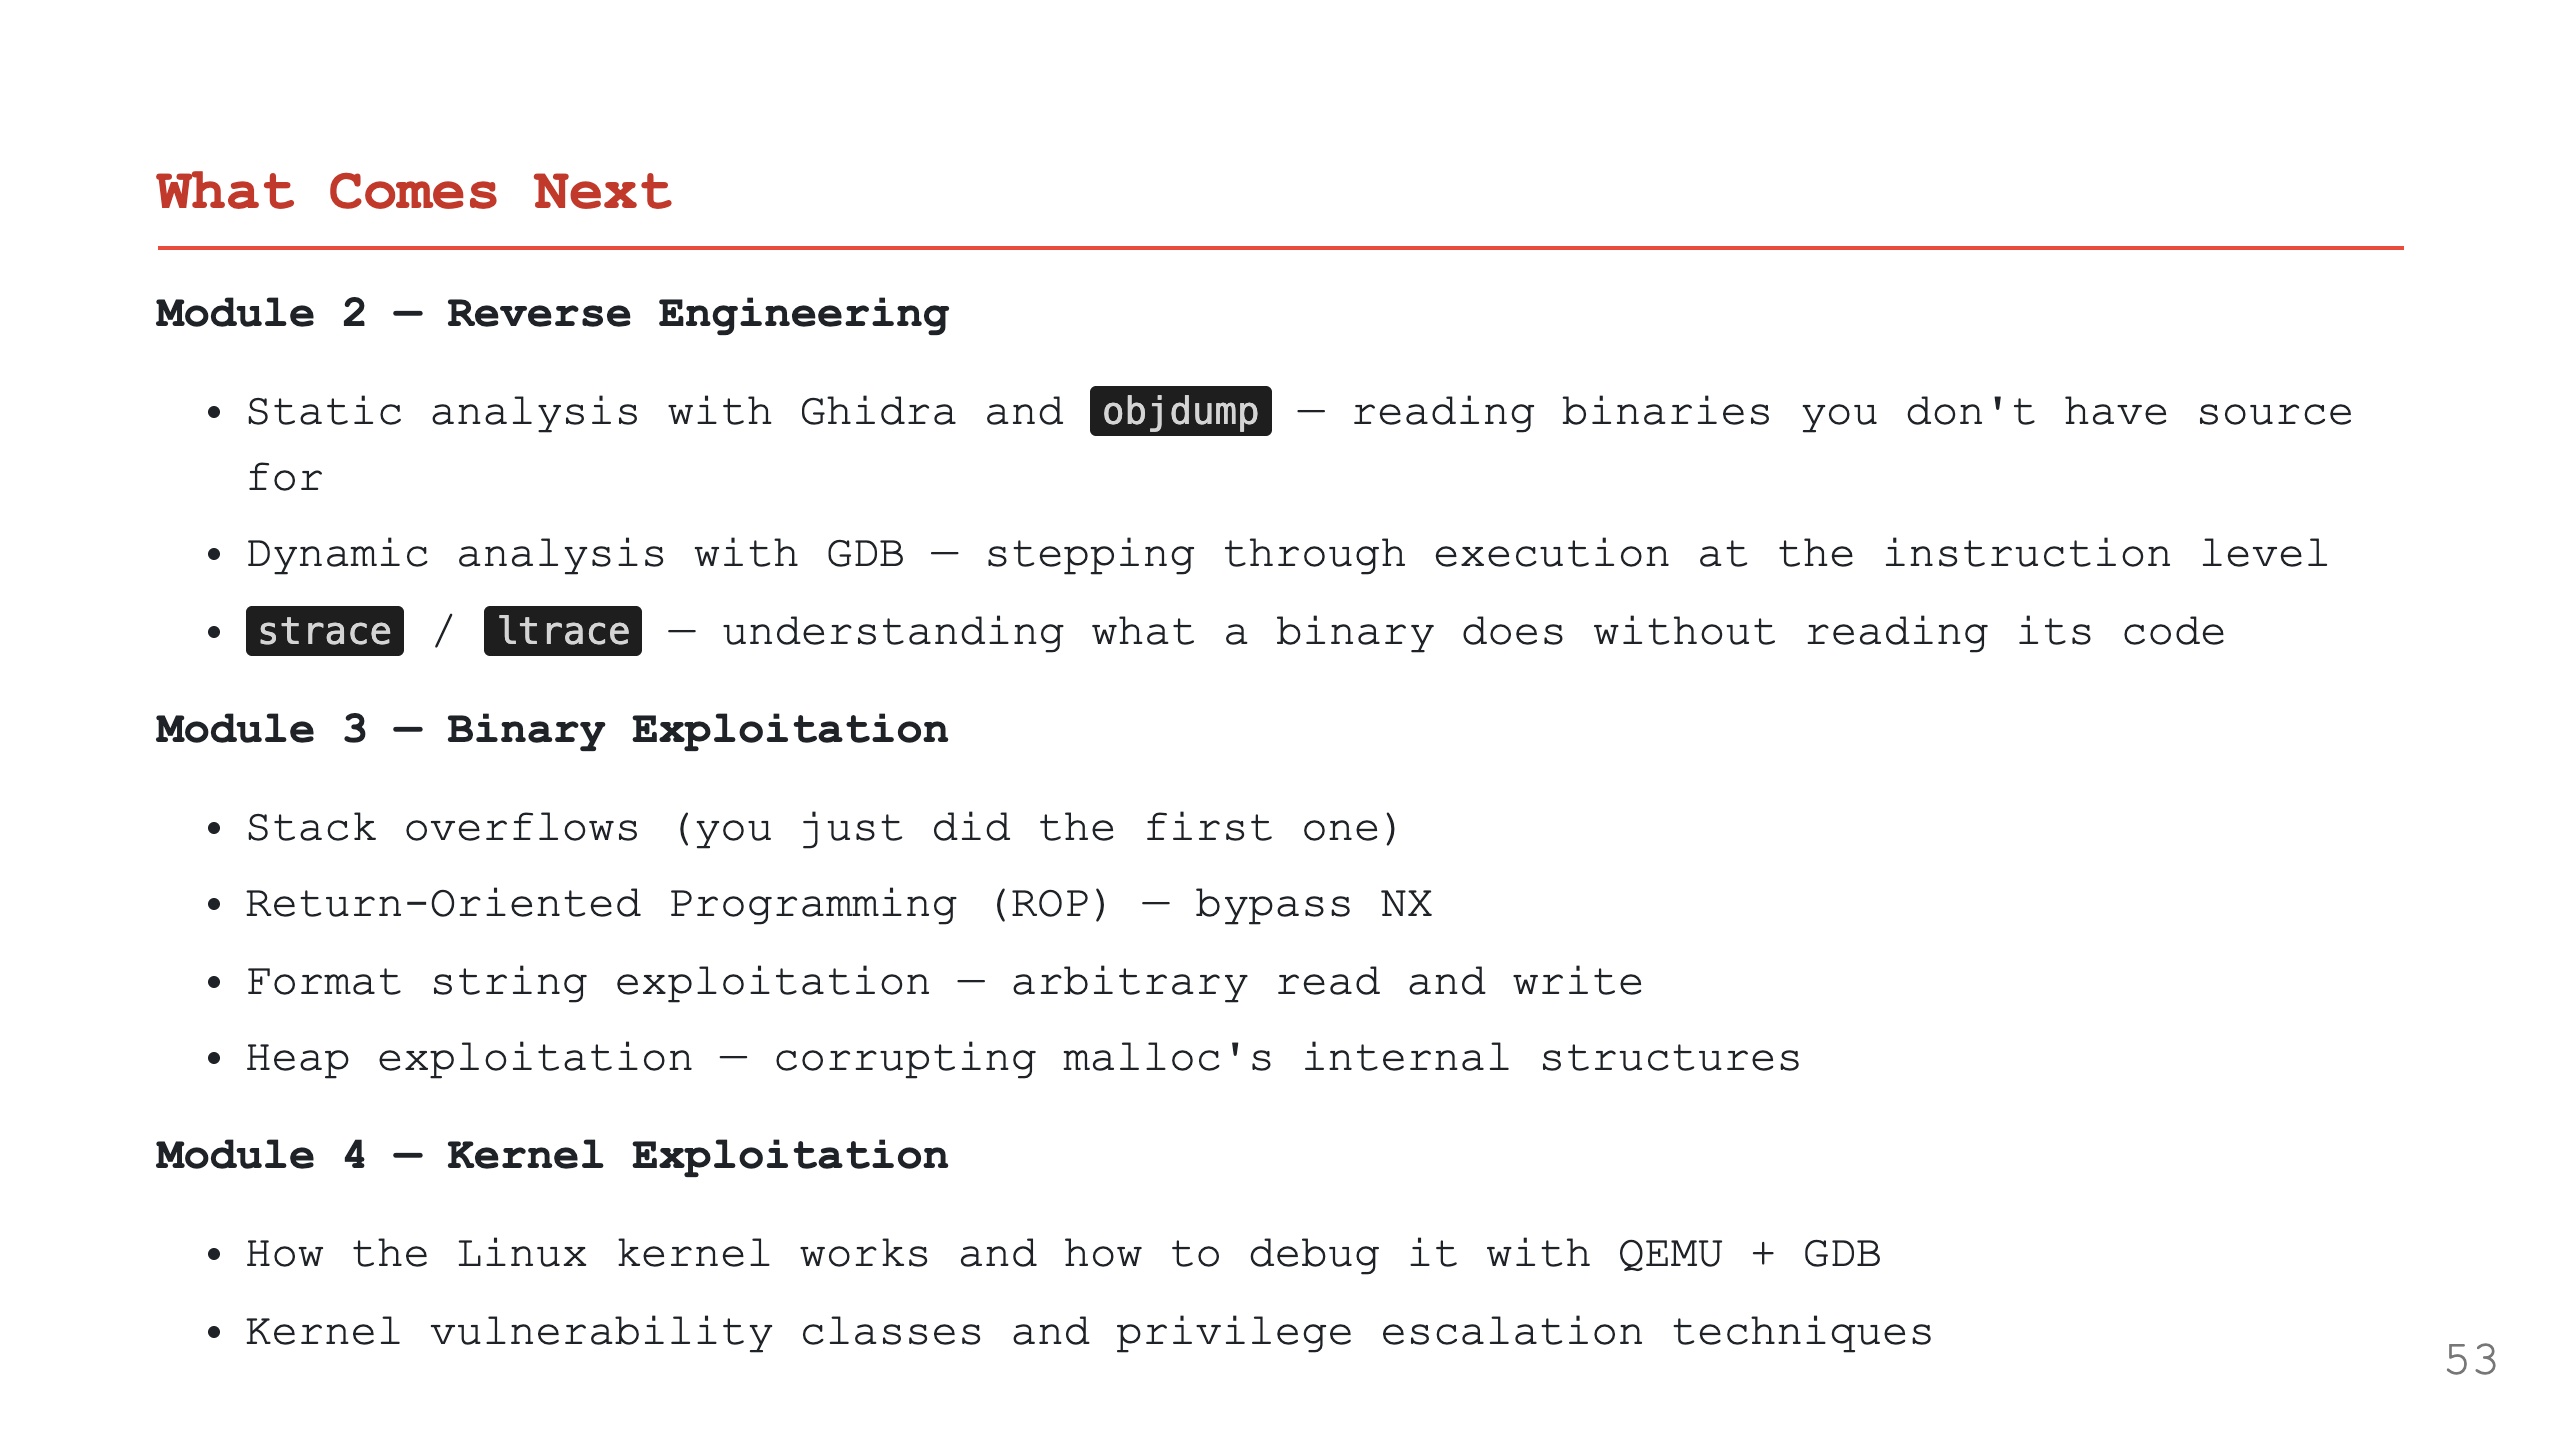 What Comes Next
Module 2 — Reverse Engineering
• Static analysis with Ghidra and objdump — reading binaries you don't have source
for
• Dynamic analysis with GDB — stepping through execution at the instruction level
• strace / ltrace — understanding what a binary does without reading its code
Module 3 — Binary Exploitation
• Stack overflows (you just did the first one)
• Return-Oriented Programming (ROP) — bypass NX
• Format string exploitation — arbitrary read and write
• Heap exploitation — corrupting malloc's internal structures
Module 4 — Kernel Exploitation
• How the Linux kernel works and how to debug it with QEMU + GDB
• Kernel vulnerability classes and privilege escalation techniques
53